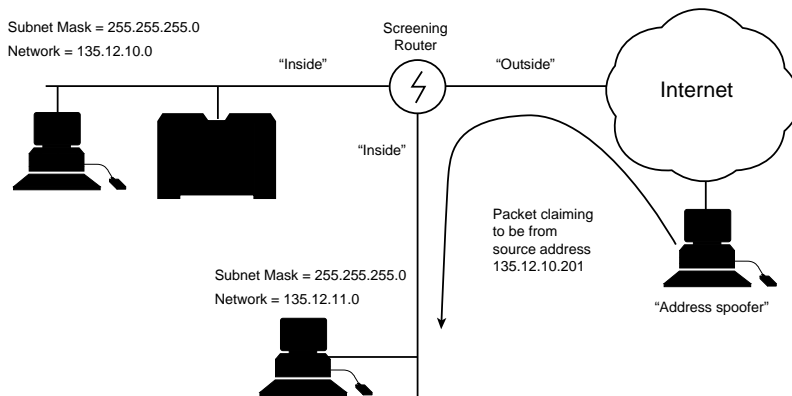 Subnet Mask = 255.255.255.0
Network = 135.12.10.0
Screening
Router
“Inside”
“Outside”
Internet
“Inside”
Packet claiming
to be from
source address
135.12.10.201
Subnet Mask = 255.255.255.0
Network = 135.12.11.0
“Address spoofer”